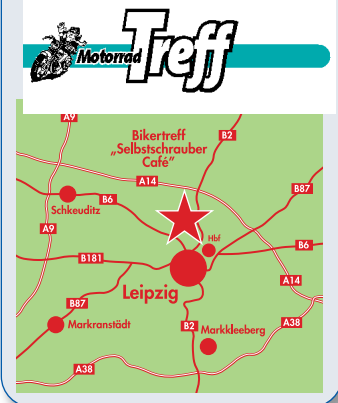 Motorrad Treff
A9
B2
Bikertreff
„Selbstschrauber
Café”
A14
B87
B6
Schkeuditz
A9
Hbf
B6
B181
A14
Leipzig
B87
Markranstädt
B2
Markkleeberg
A38
A38